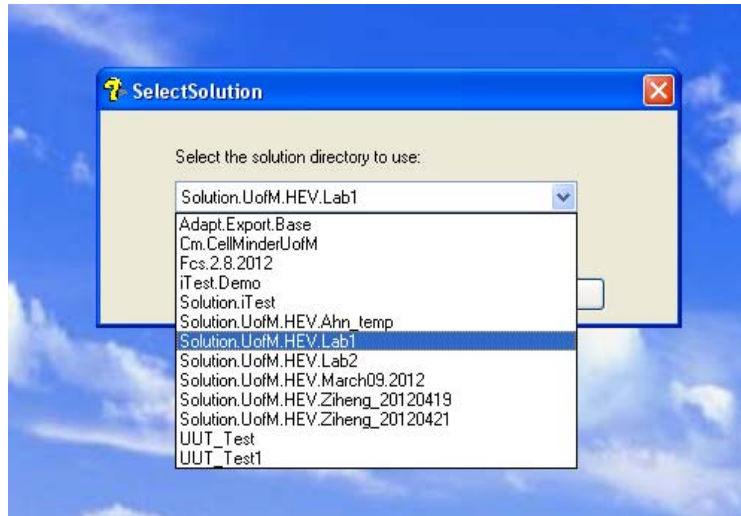 SelectSolution
Select the solution directory to use:
Solution.UofM.HEV.Lab1
Adapt.Export.Base
Cm.CellMinderUofM
Fcs.2.8.2012
iTest.Demo
Solution.iTest
Solution.UofM.HEV.Ahn_temp
Solution.UofM.HEV.Lab1
Solution.UofM.HEV.Lab2
Solution.UofM.HEV.March09.2012
Solution.UofM.HEV.Ziheng_20120419
Solution.UofM.HEV.Ziheng_20120421
UUT_Test
UUT_Test1